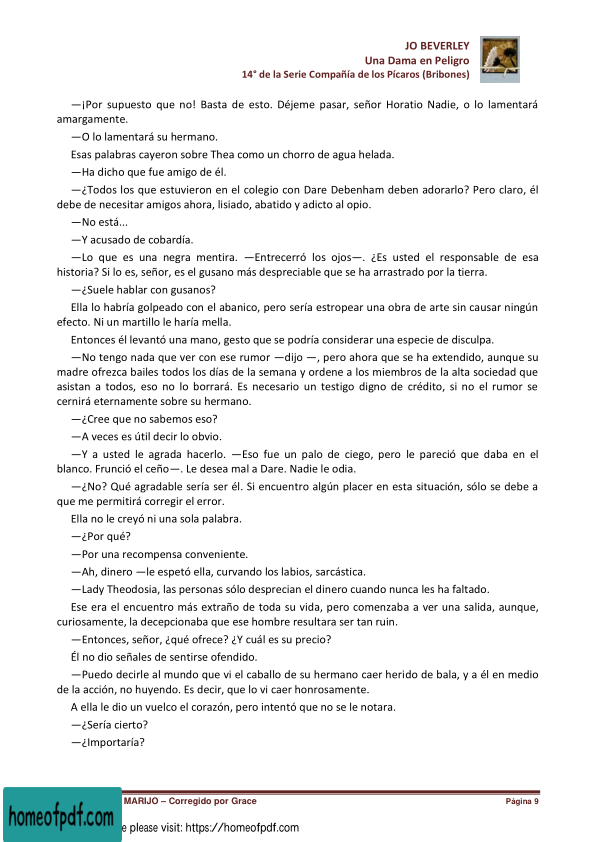 JO BEVERLEY
Una Dama en Peligro
14° de la Serie Compañía de los Pícaros (Bribones)
—¡Por supuesto que no! Basta de esto. Déjeme pasar, señor Horatio Nadie, o lo lamentará
amargamente.
—O lo lamentará su hermano.
Esas palabras cayeron sobre Thea como un chorro de agua helada.
—Ha dicho que fue amigo de él.
—¿Todos los que estuvieron en el colegio con Dare Debenham deben adorarlo? Pero claro, él
debe de necesitar amigos ahora, lisiado, abatido y adicto al opio.
—No está...
—Y acusado de cobardía.
—Lo que es una negra mentira. —Entrecerró los ojos—. ¿Es usted el responsable de esa
historia? Si lo es, señor, es el gusano más despreciable que se ha arrastrado por la tierra.
—¿Suele hablar con gusanos?
Ella lo habría golpeado con el abanico, pero sería estropear una obra de arte sin causar ningún
efecto. Ni un martillo le haría mella.
Entonces él levantó una mano, gesto que se podría considerar una especie de disculpa.
—No tengo nada que ver con ese rumor —dijo —, pero ahora que se ha extendido, aunque su
madre ofrezca bailes todos los días de la semana y ordene a los miembros de la alta sociedad que
asistan a todos, eso no lo borrará. Es necesario un testigo digno de crédito, si no el rumor se
cernirá eternamente sobre su hermano.
—¿Cree que no sabemos eso?
—A veces es útil decir lo obvio.
—Y a usted le agrada hacerlo. —Eso fue un palo de ciego, pero le pareció que daba en el
blanco. Frunció el ceño—. Le desea mal a Dare. Nadie le odia.
—¿No? Qué agradable sería ser él. Si encuentro algún placer en esta situación, sólo se debe a
que me permitirá corregir el error.
Ella no le creyó ni una sola palabra.
—¿Por qué?
—Por una recompensa conveniente.
—Ah, dinero —le espetó ella, curvando los labios, sarcástica.
—Lady Theodosia, las personas sólo desprecian el dinero cuando nunca les ha faltado.
Ese era el encuentro más extraño de toda su vida, pero comenzaba a ver una salida, aunque,
curiosamente, la decepcionaba que ese hombre resultara ser tan ruin.
—Entonces, señor, ¿qué ofrece? ¿Y cuál es su precio?
Él no dio señales de sentirse ofendido.
—Puedo decirle al mundo que vi el caballo de su hermano caer herido de bala, y a él en medio
de la acción, no huyendo. Es decir, que lo vi caer honrosamente.
A ella le dio un vuelco el corazón, pero intentó que no se le notara.
—¿Sería cierto?
—¿Importaría?
MARIJO – Corregido por Grace Página 9
homeofpdf.com
e please visit: https://homeofpdf.com